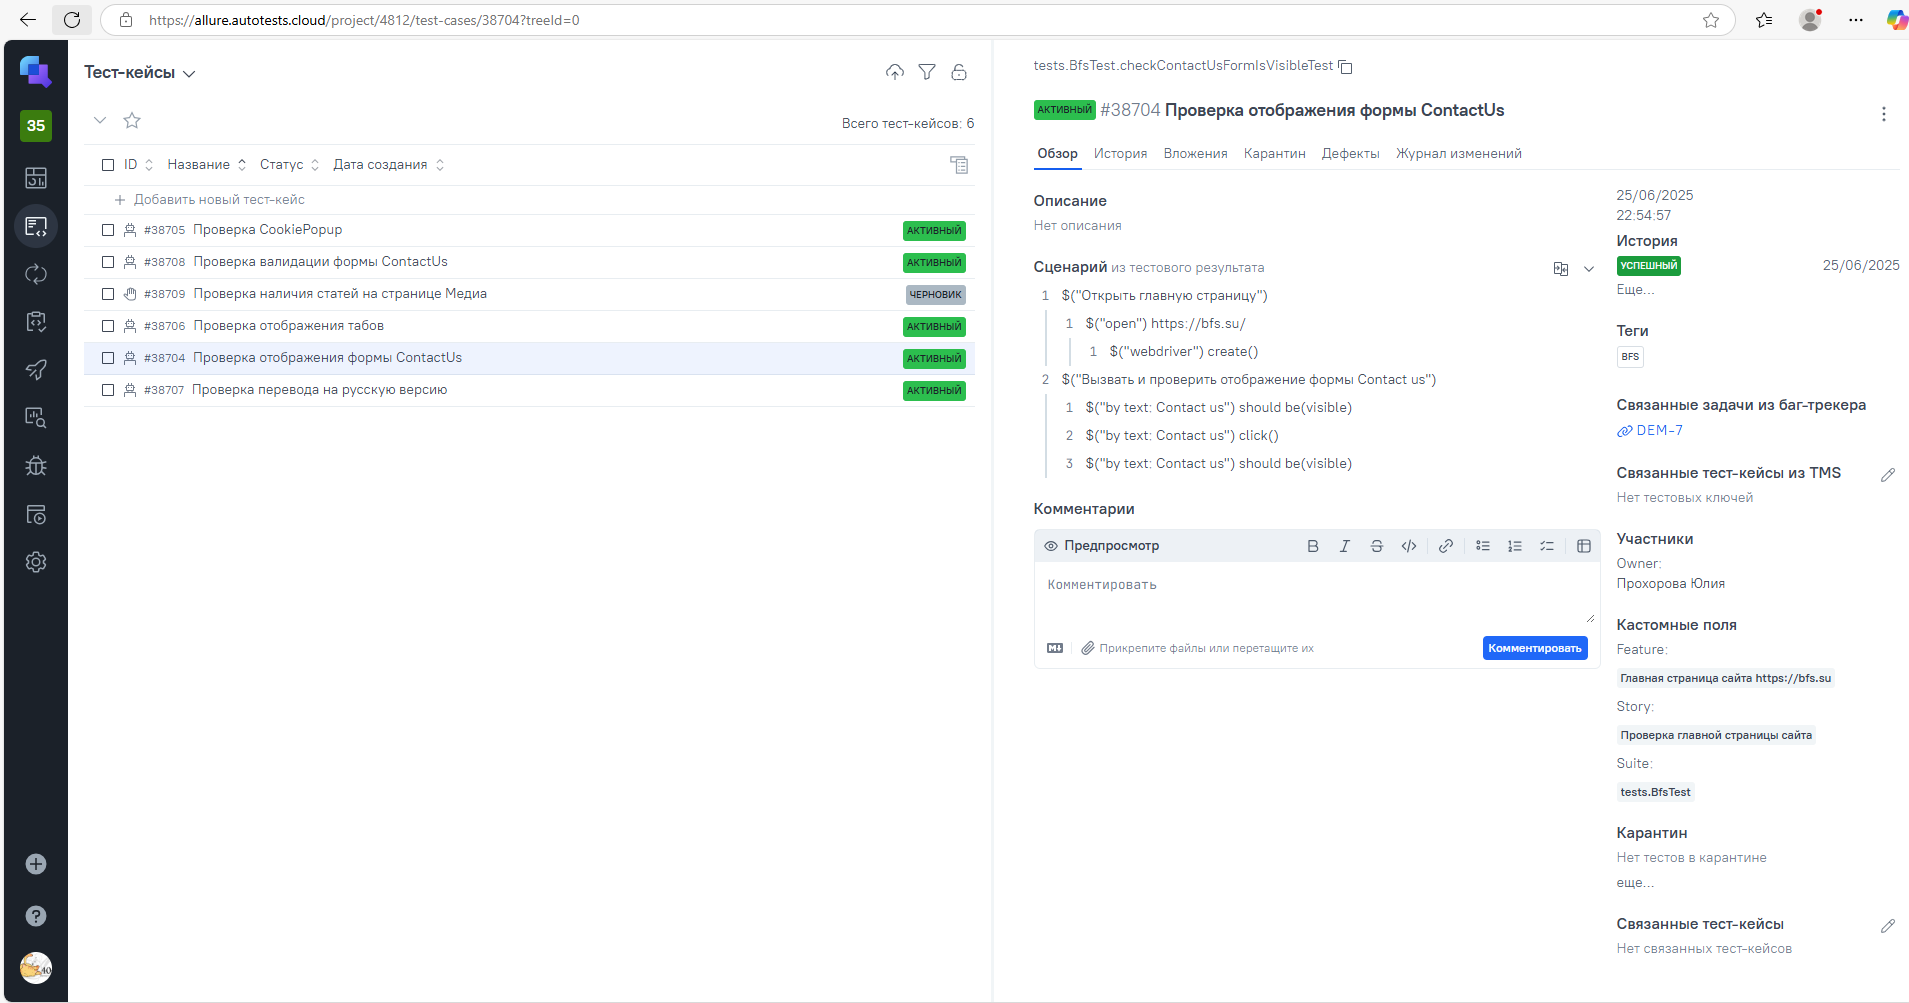 https://allure.autotests.cloud/project/4812/test-cases/38704?treeId=0
35
Тест-кейсы
Всего тест-кейсов: 6
ID Название Статус Дата создания
Добавить новый тест-кейс
#38705 Проверка CookiePopup АКТИВНЫЙ
#38708 Проверка валидации формы ContactUs АКТИВНЫЙ
#38709 Проверка наличия статей на странице Медиа ЧЕРНОВИК
#38706 Проверка отображения табов АКТИВНЫЙ
#38704 Проверка отображения формы ContactUs АКТИВНЫЙ
#38707 Проверка перевода на русскую версию АКТИВНЫЙ
tests.BfsTest.checkContactUsFormIsVisibleTest
АКТИВНЫЙ #38704 Проверка отображения формы ContactUs
Обзор История Вложения Карантин Дефекты Журнал изменений
Описание
Нет описания
Сценарий из тестового результата
1 $("Открыть главную страницу")
1 $("open") https://bfs.su/
1 $("webdriver") create()
2 $("Вызвать и проверить отображение формы Contact us")
1 $("by text: Contact us") should be(visible)
2 $("by text: Contact us") click()
3 $("by text: Contact us") should be(visible)
Комментарии
Предпросмотр
Комментировать
Прикрепите файлы или перетащите их
Комментировать
25/06/2025
22:54:57
История
УСПЕШНЫЙ 25/06/2025
Еще...
Теги
BFS
Связанные задачи из баг-трекера
DEM-7
Связанные тест-кейсы из TMS
Нет тестовых ключей
Участники
Owner:
Прохорова Юлия
Кастомные поля
Feature:
Главная страница сайта https://bfs.su
Story:
Проверка главной страницы сайта
Suite:
tests.BfsTest
Карантин
Нет тестов в карантине
еще...
Связанные тест-кейсы
Нет связанных тест-кейсов